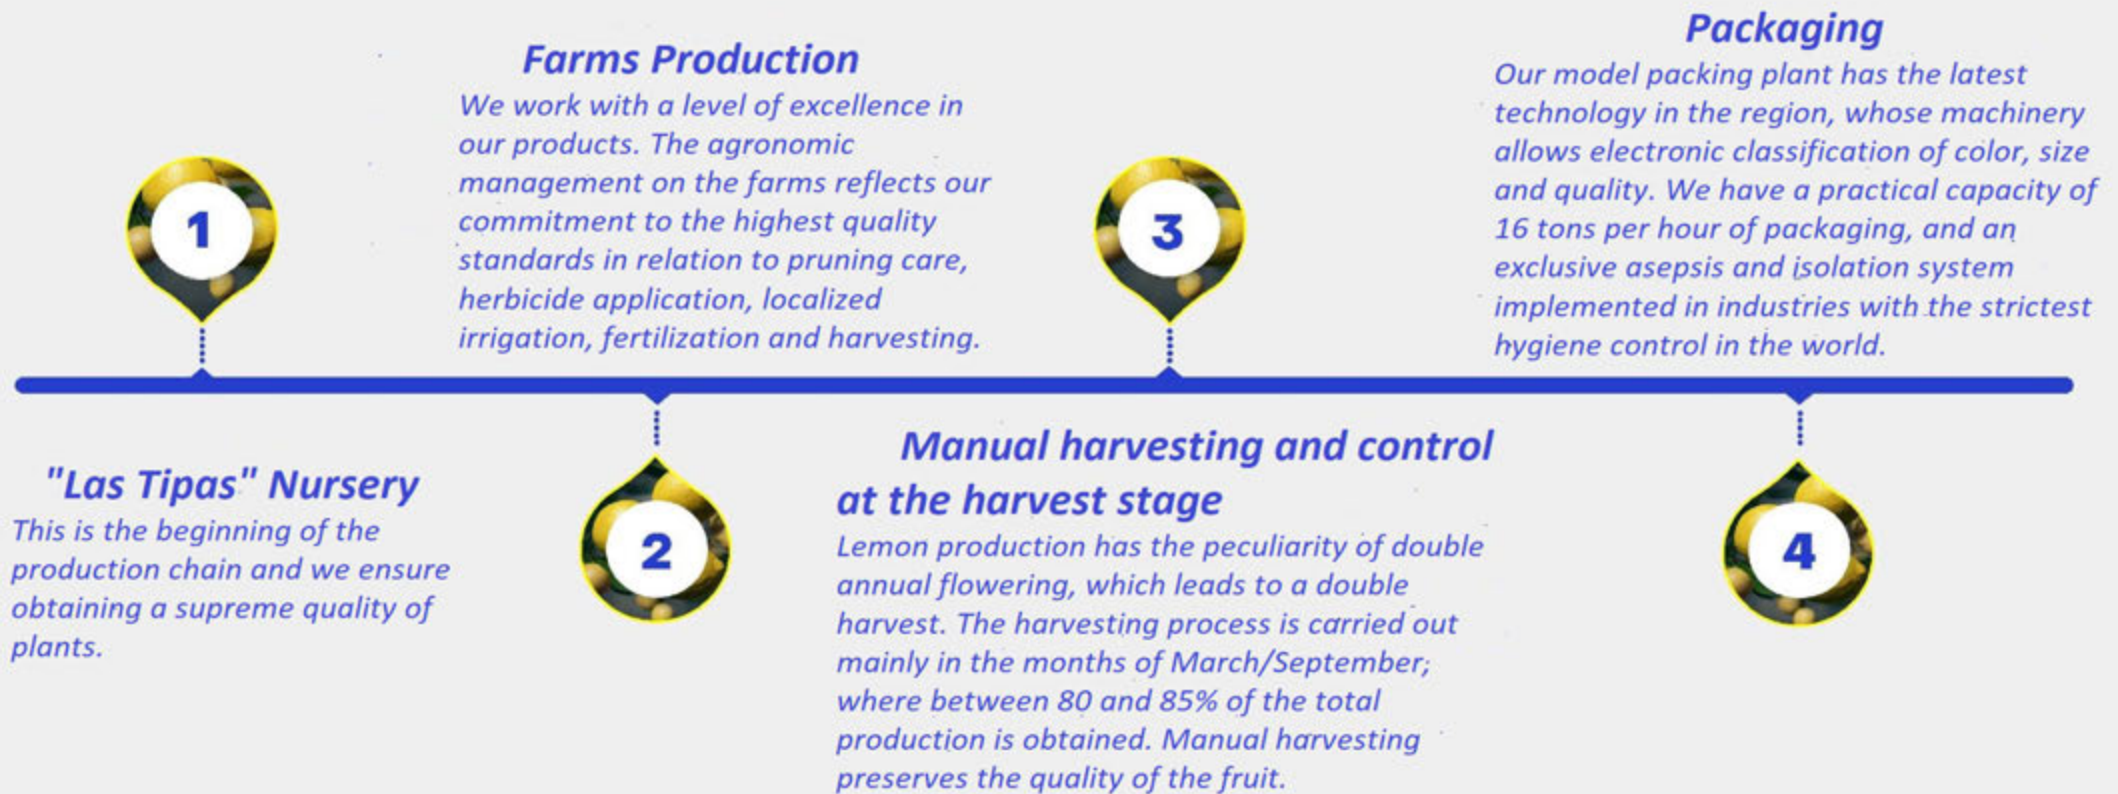 1
"Las Tipas" Nursery
This is the beginning of the
production chain and we ensure
obtaining a supreme quality of
plants.
Farms Production
We work with a level of excellence in
our products. The agronomic
management on the farms reflects our
commitment to the highest quality
standards in relation to pruning care,
herbicide application, localized
irrigation, fertilization and harvesting.
2
3
Manual harvesting and control
at the harvest stage
Lemon production has the peculiarity of double
annual flowering, which leads to a double
harvest. The harvesting process is carried out
mainly in the months of March/September;
where between 80 and 85% of the total
production is obtained. Manual harvesting
preserves the quality of the fruit.
Packaging
Our model packing plant has the latest
technology in the region, whose machinery
allows electronic classification of color, size
and quality. We have a practical capacity of
16 tons per hour of packaging, and an
exclusive asepsis and isolation system
implemented in industries with the strictest
hygiene control in the world.
4